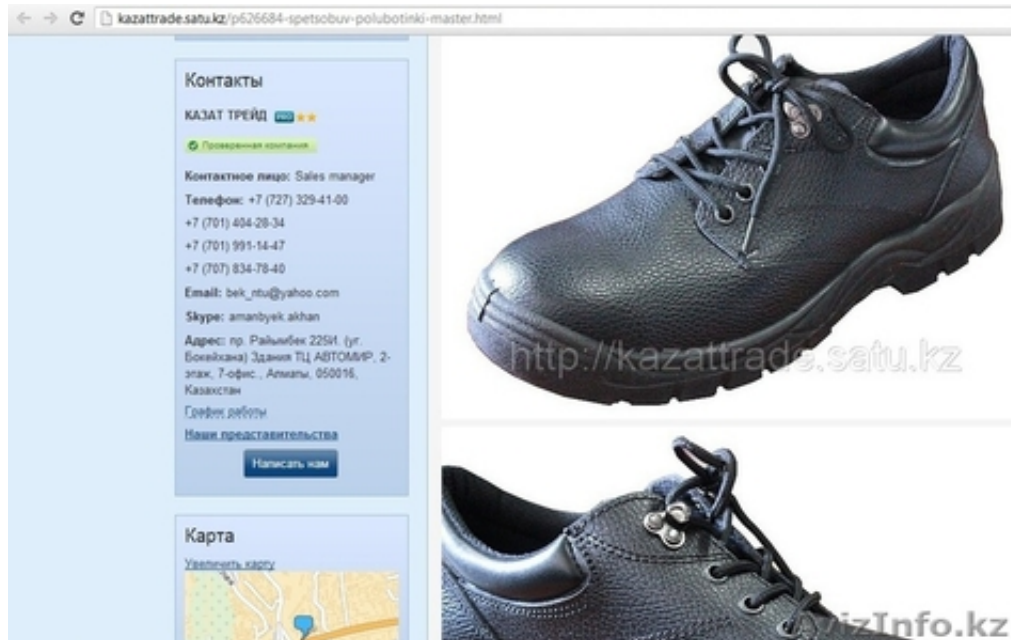 kazattrade.satu.kz/p626684-spetsobuv-polubotinki-master.html
Контакты
КАЗАТ ТРЕЙД PRO
Проверенная компания
Контактное лицо: Sales manager
Телефон: +7 (727) 329-41-00
+7 (701) 404-28-34
+7 (701) 991-14-47
+7 (707) 834-78-40
Email: bek_ntu@yahoo.com
Skype: amanbyek.akhan
Адрес: пр. Райымбек 225И. (уг.
Бокейхана) Здания ТЦ АВТОМИР, 2-
этаж, 7-офис., Алматы, 050016,
Казахстан
График работы
Наши представительства
Написать нам
Карта
Увеличить карту
http://kazattrade.satu.kz
AvizInfo.kz